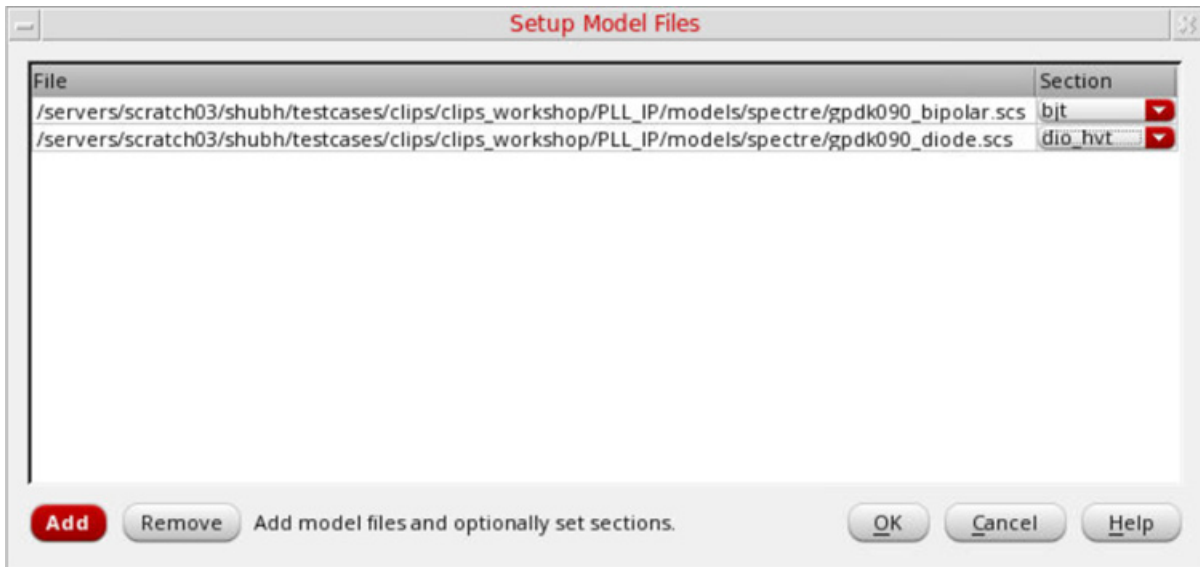 Setup Model Files
File Section
/servers/scratch03/shubh/testcases/clips/clips_workshop/PLL_IP/models/spectre/gpdk090_bipolar.scs bjt
/servers/scratch03/shubh/testcases/clips/clips_workshop/PLL_IP/models/spectre/gpdk090_diode.scs dio_hvt
Add Remove Add model files and optionally set sections. OK Cancel Help